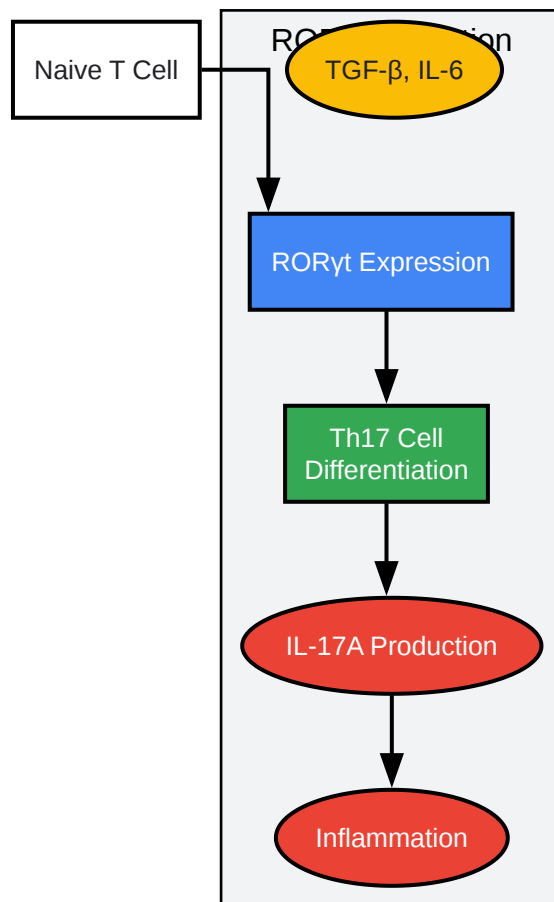 Naive T Cell
TGF-β, IL-6
RORγt Expression
Th17 Cell
Differentiation
IL-17A Production
Inflammation